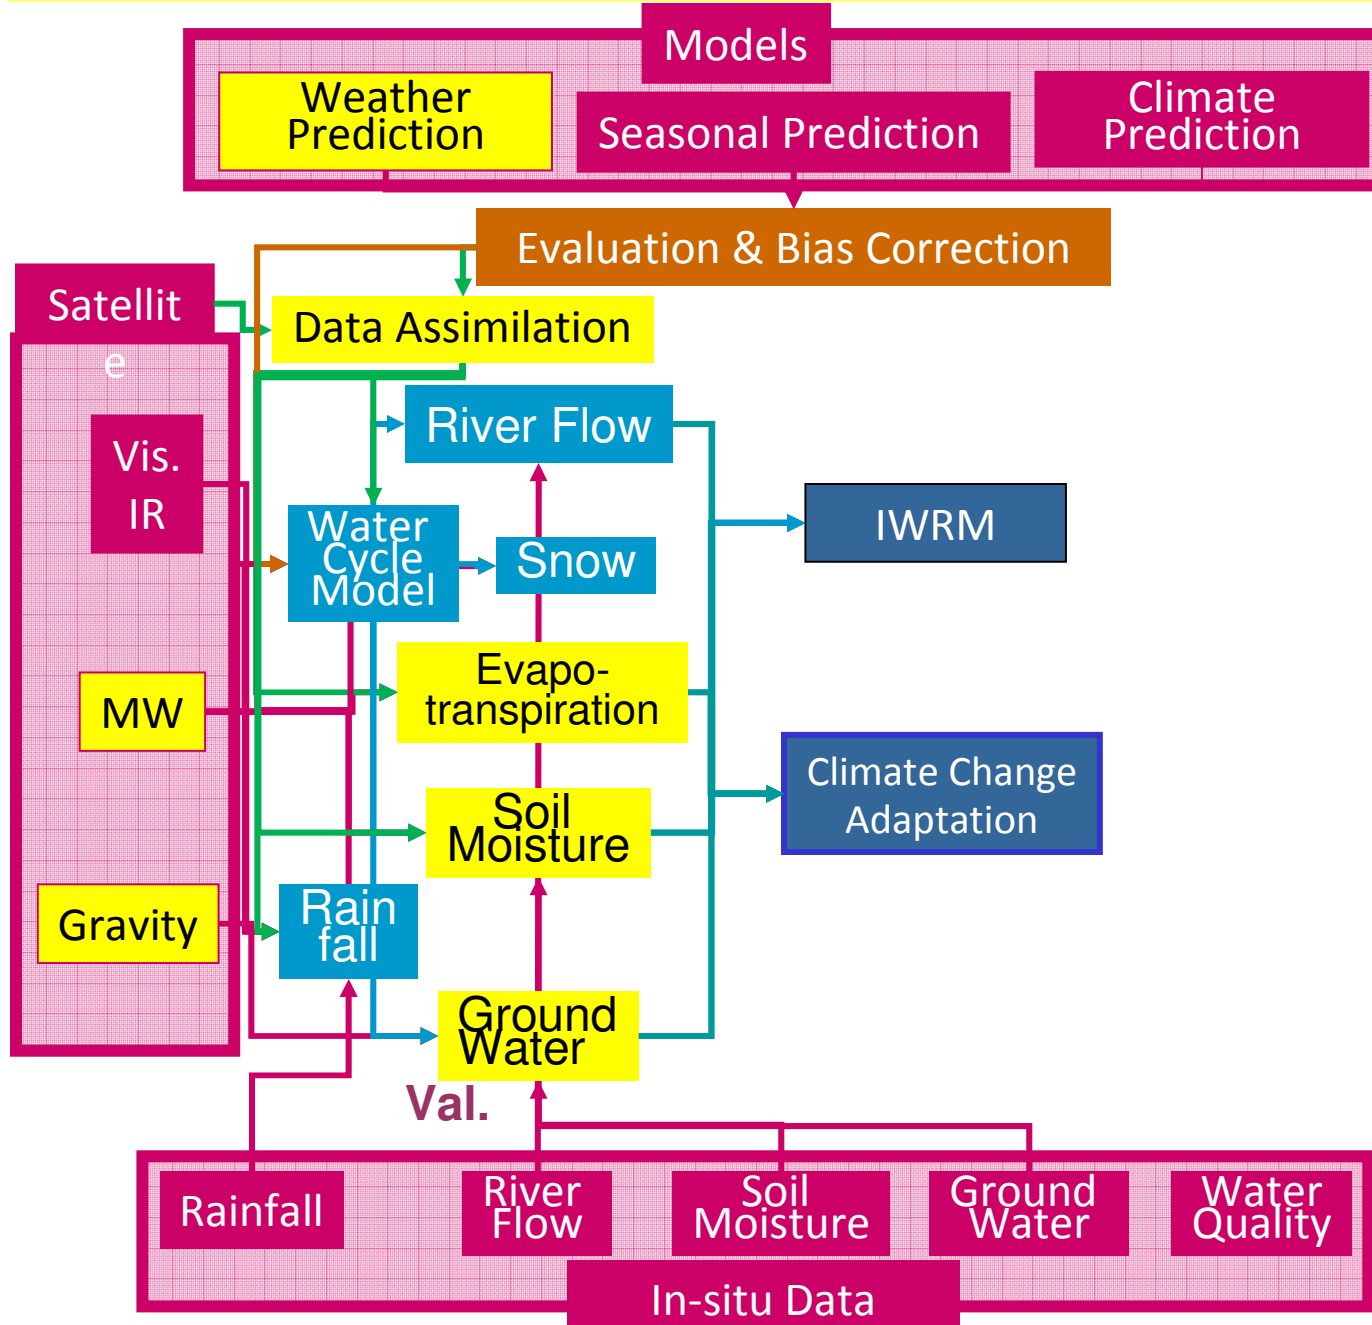 Models
Weather
Prediction
Seasonal Prediction
Climate
Prediction
Evaluation & Bias Correction
Satellit
e
Data Assimilation
River Flow
Vis.
IR
Water
Cycle
Model
Snow
IWRM
Evapo-
transpiration
MW
Climate Change
Adaptation
Soil
Moisture
Gravity
Rain
fall
Ground
Water
Val.
Rainfall
River
Flow
Soil
Moisture
Ground
Water
Water
Quality
In-situ Data